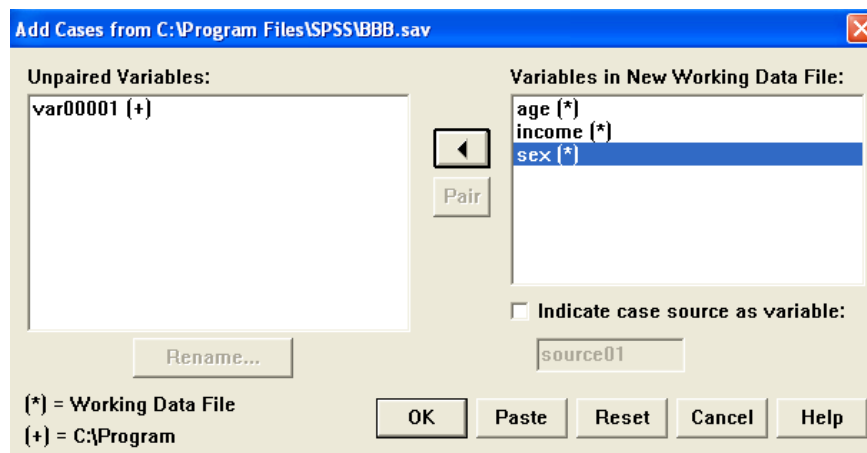 Add Cases from C:\Program Files\SPSS\BBB.sav
Unpaired Variables:
var00001 (+)
Pair
Variables in New Working Data File:
age (*)
income (*)
sex (*)
Indicate case source as variable:
source01
Rename...
(*) = Working Data File
(+) = C:\Program
OK
Paste
Reset
Cancel
Help